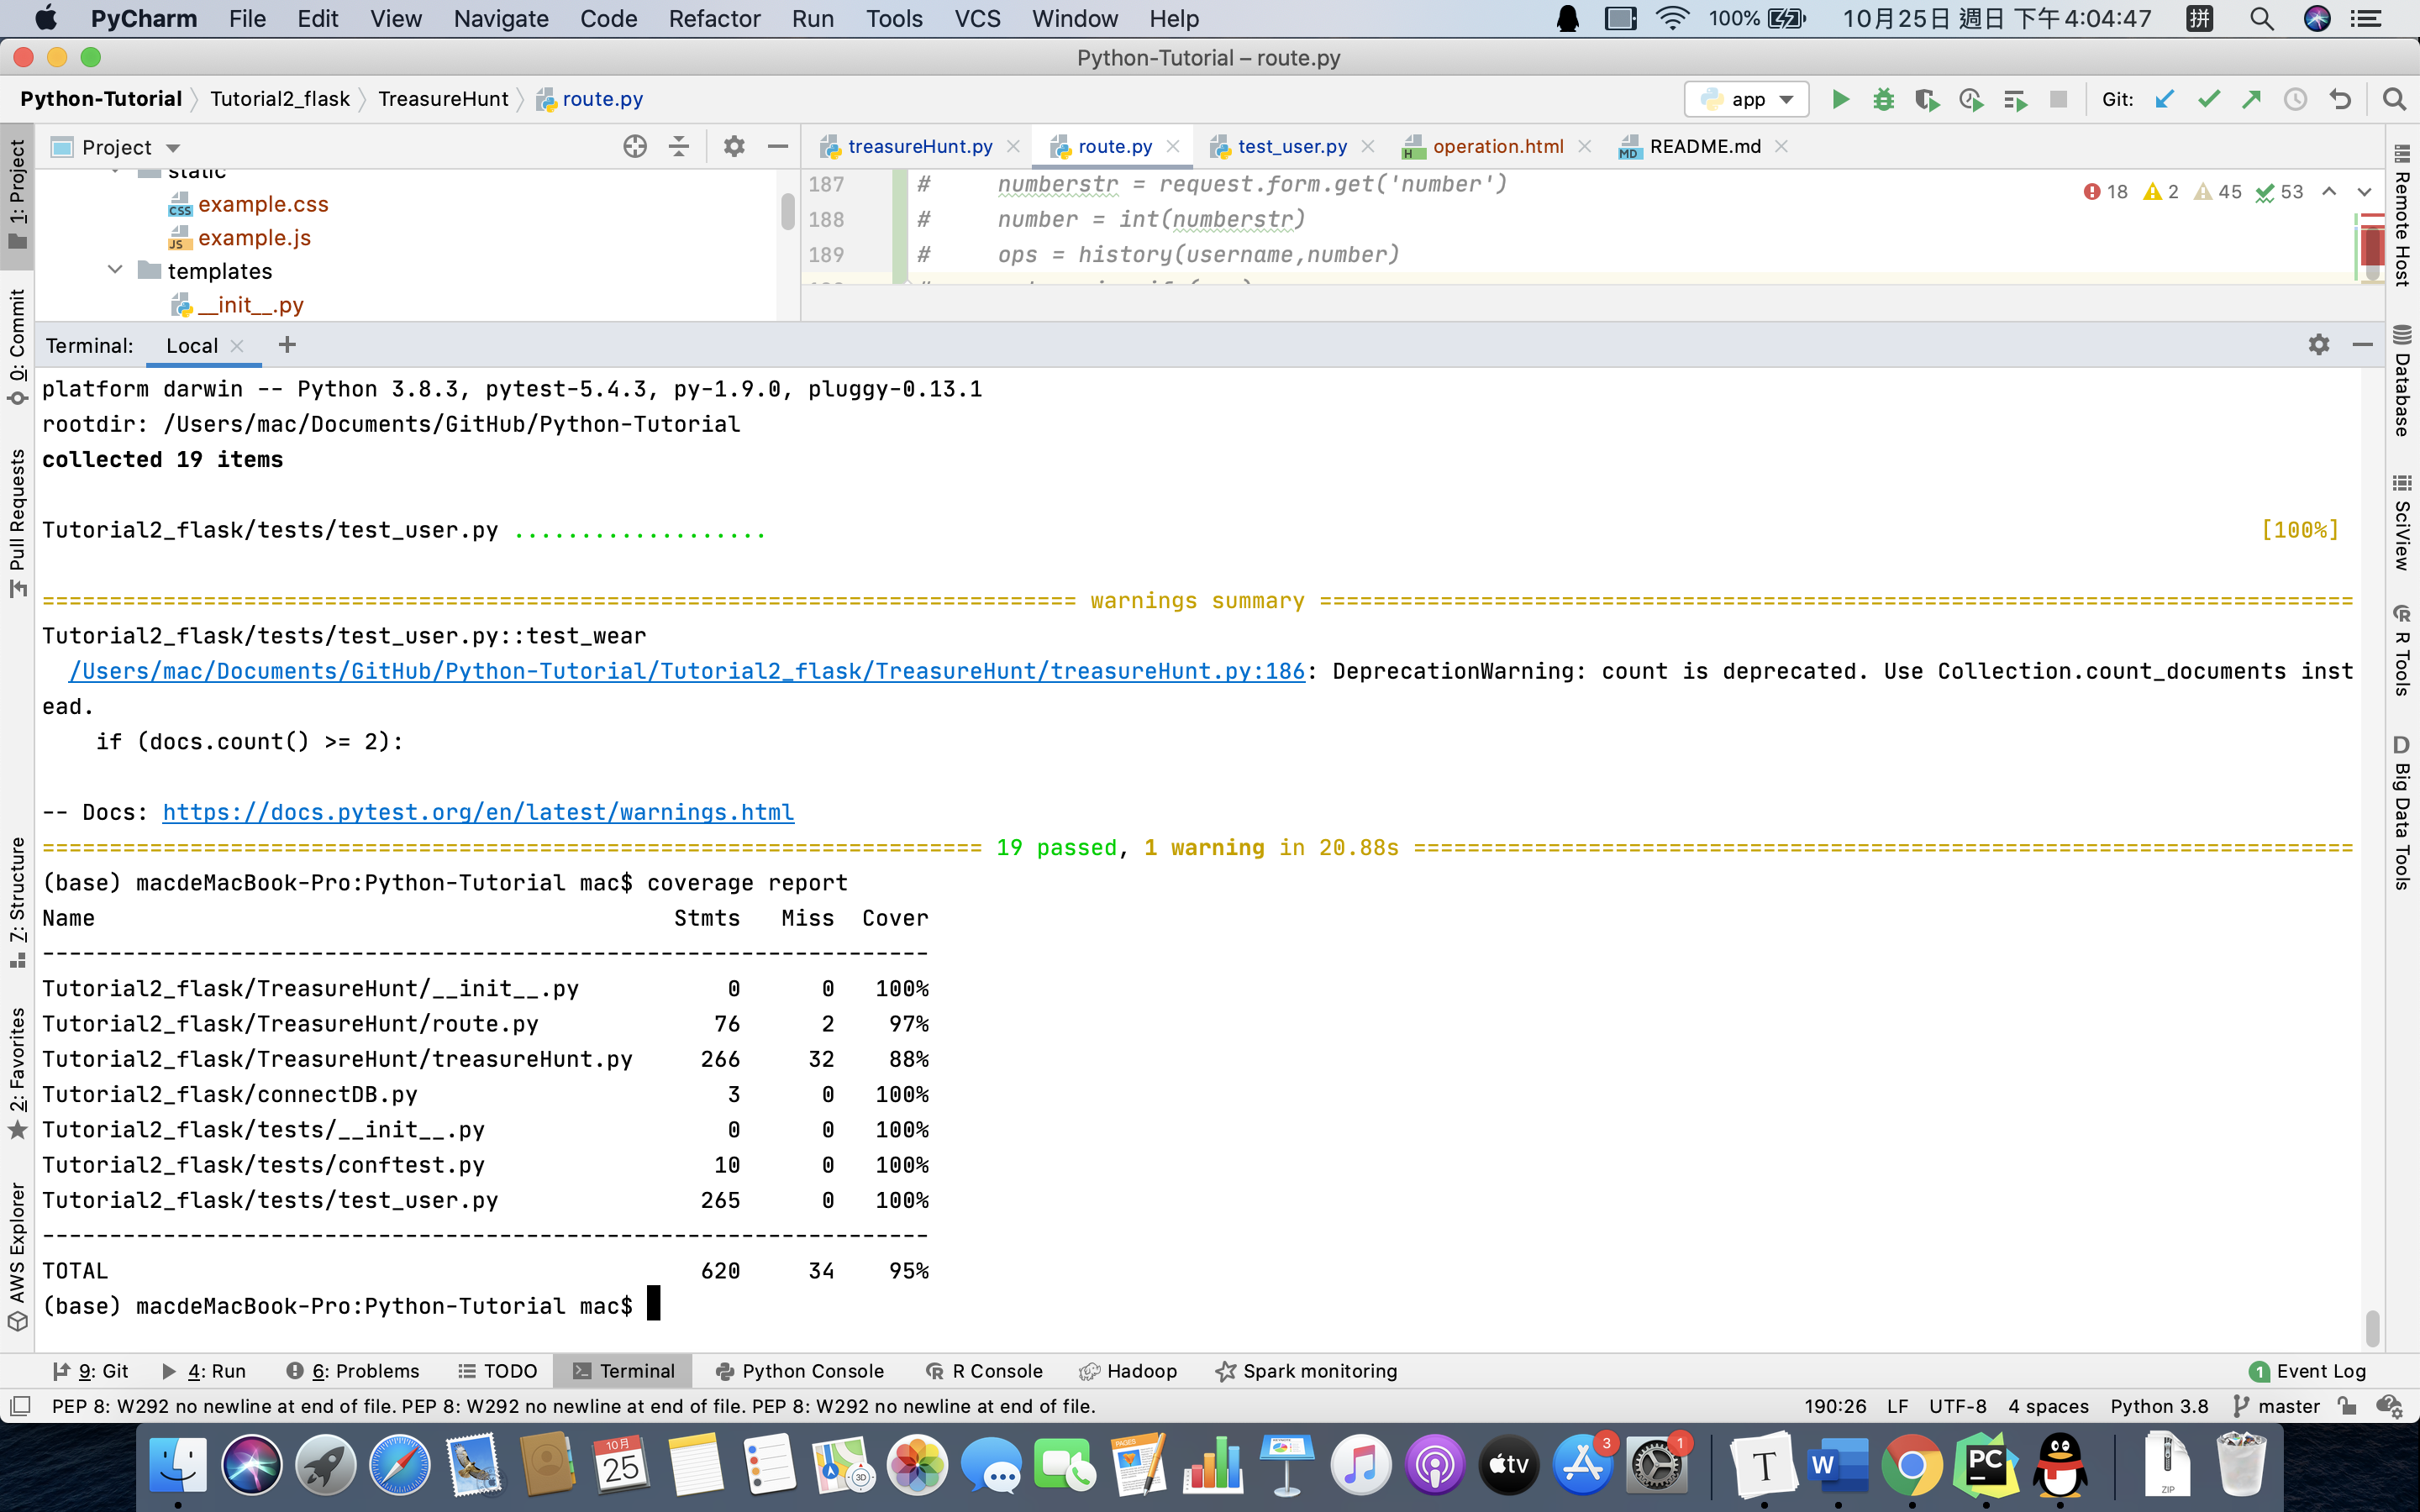 PyCharm File Edit View Navigate Code Refactor Run Tools VCS Window Help 100% 10月25日 週日 下午4:04:47 拼
Python-Tutorial – route.py
Python-Tutorial Tutorial2_flask TreasureHunt route.py app Git:
1: Project
0: Commit
Pull Requests
7: Structure
2: Favorites
AWS Explorer
Project
static
example.css
example.js
templates
__init__.py
treasureHunt.py route.py test_user.py operation.html README.md
187 # numberstr = request.form.get('number')
188 # number = int(numberstr)
189 # ops = history(username,number)
18 2 45 53
Remote Host
Database
SciView
R Tools
Big Data Tools
Terminal: Local +
platform darwin -- Python 3.8.3, pytest-5.4.3, py-1.9.0, pluggy-0.13.1
rootdir: /Users/mac/Documents/GitHub/Python-Tutorial
collected 19 items
Tutorial2_flask/tests/test_user.py ................... [100%]
============================================================================= warnings summary =============================================================================
Tutorial2_flask/tests/test_user.py::test_wear
/Users/mac/Documents/GitHub/Python-Tutorial/Tutorial2_flask/TreasureHunt/treasureHunt.py:186: DeprecationWarning: count is deprecated. Use Collection.count_documents inst
ead.
if (docs.count() >= 2):
-- Docs: https://docs.pytest.org/en/latest/warnings.html
====================================================================== 19 passed, 1 warning in 20.88s ======================================================================
(base) macdeMacBook-Pro:Python-Tutorial mac$ coverage report
Name Stmts Miss Cover
------------------------------------------------------------------
Tutorial2_flask/TreasureHunt/__init__.py 0 0 100%
Tutorial2_flask/TreasureHunt/route.py 76 2 97%
Tutorial2_flask/TreasureHunt/treasureHunt.py 266 32 88%
Tutorial2_flask/connectDB.py 3 0 100%
Tutorial2_flask/tests/__init__.py 0 0 100%
Tutorial2_flask/tests/conftest.py 10 0 100%
Tutorial2_flask/tests/test_user.py 265 0 100%
------------------------------------------------------------------
TOTAL 620 34 95%
(base) macdeMacBook-Pro:Python-Tutorial mac$
9: Git 4: Run 6: Problems TODO Terminal Python Console R Console Hadoop Spark monitoring 1 Event Log
PEP 8: W292 no newline at end of file. PEP 8: W292 no newline at end of file. PEP 8: W292 no newline at end of file. 190:26 LF UTF-8 4 spaces Python 3.8 master
10月 25 PAGES 3D tv 3 1 T W PC ZIP